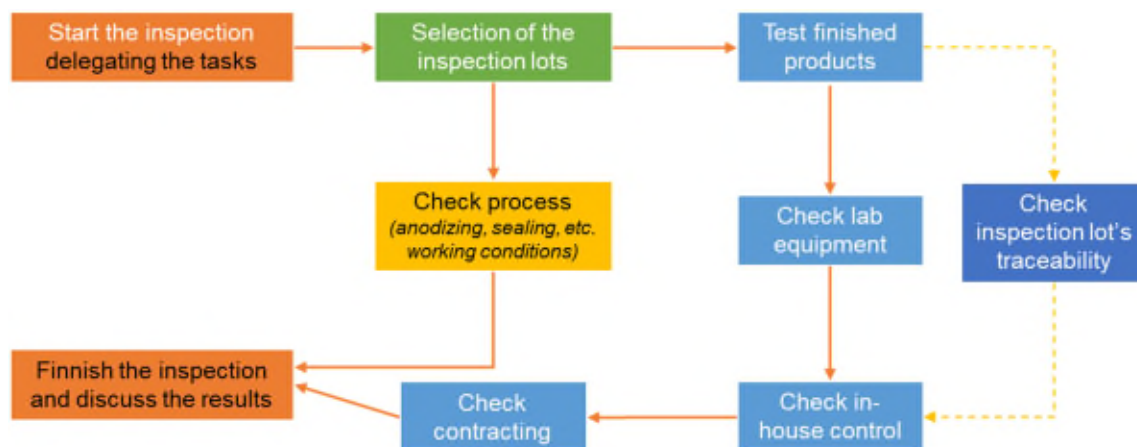 Start the inspection
delegating the tasks
Selection of the
inspection lots
Test finished
products
Check process
(anodizing, sealing, etc.
working conditions)
Check lab
equipment
Check
inspection lot's
traceability
Finnish the inspection
and discuss the results
Check
contracting
Check in-
house control